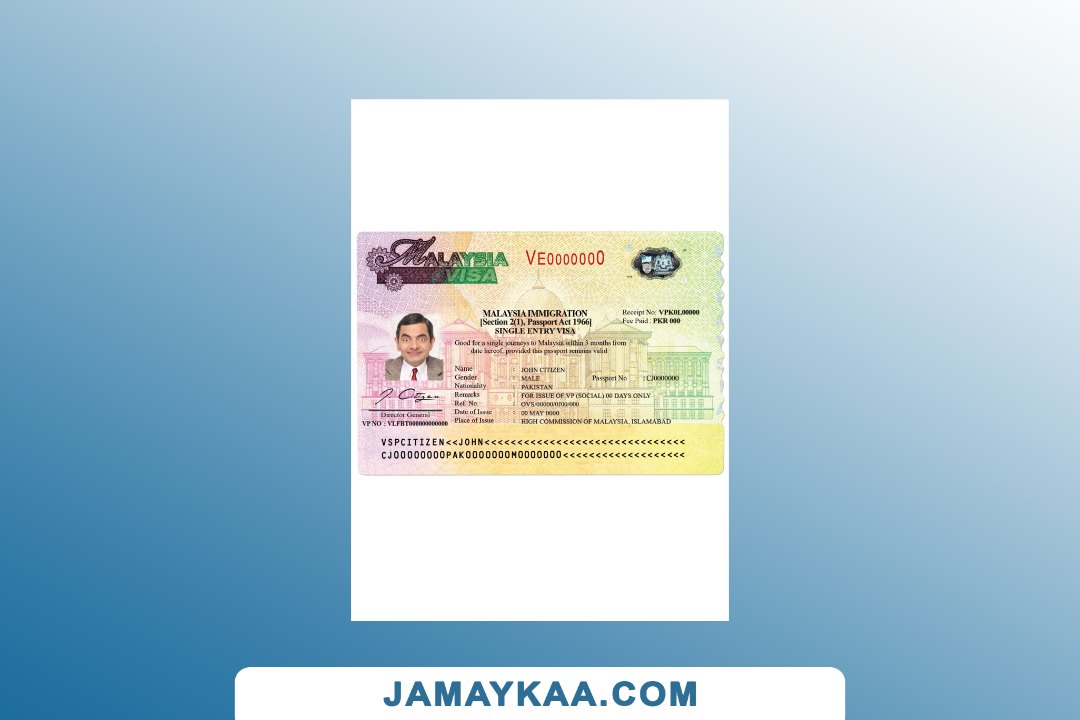 MALAYSIA
VISA
VE0000000
MALAYSIA IMMIGRATION
[Section 2(1), Passport Act 1966]
SINGLE ENTRY VISA
Receipt No: VPK0L00000
Fee Paid : PKR 000
Good for a single journeys to Malaysia within 3 months from
date hereof, provided this passport remains valid
Name : JOHN CITIZEN
Gender : MALE Passport No : CJ0000000
Nationality : PAKISTAN
Remarks : FOR ISSUE OF VP (SOCIAL) 00 DAYS ONLY
Ref. No. : OVS/00000/0/00/000
Date of Issue : 00 MAY 0000
Place of Issue : HIGH COMMISSION OF MALAYSIA, ISLAMABAD
J. Citizen
Director General
VP NO : VLFBT000000000000
VSPCITIZEN<<JOHN<<<<<<<<<<<<<<<<<<<<<<<<<<<<<<<
CJ00000000PAK0000000M0000000<<<<<<<<<<<<<<<<<<<
JAMAYKAA.COM